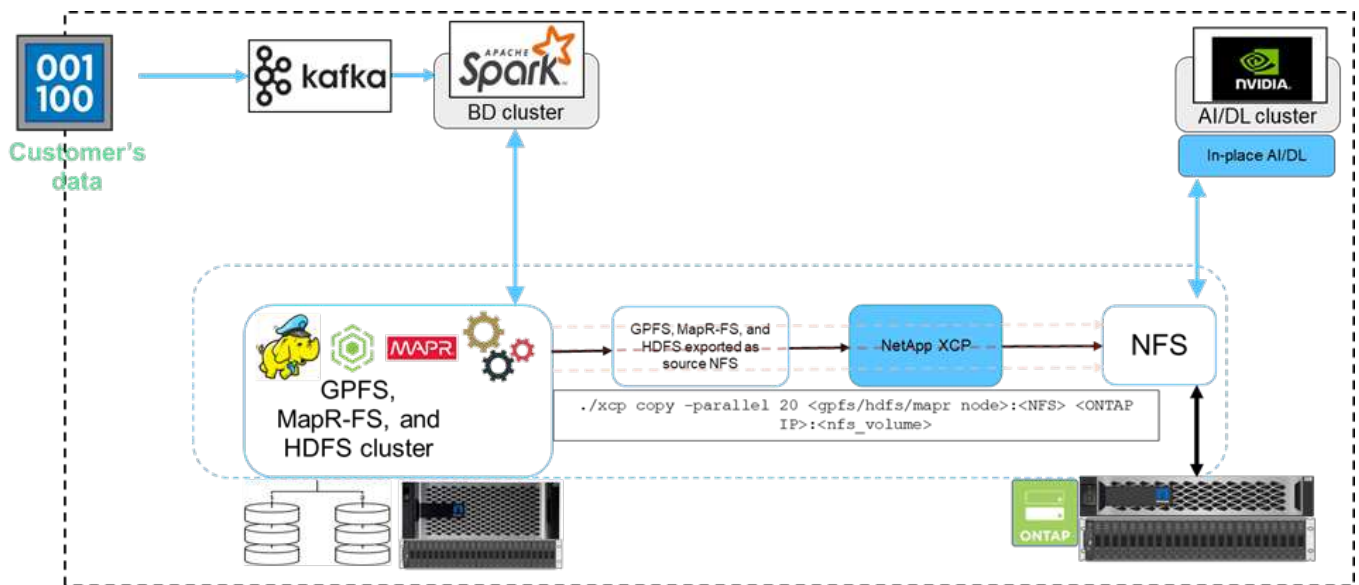 001
100
Customer's
data
kafka
APACHE
Spark
BD cluster
NVIDIA.
AI/DL cluster
In-place AI/DL
MAPR
GPFS,
MapR-FS, and
HDFS cluster
GPFS, MapR-FS, and
HDFS exported as
source NFS
NetApp XCP
NFS
./xcp copy -parallel 20 <gpfs/hdfs/mapr node>:<NFS> <ONTAP
IP>:<nfs_volume>
ONTAP